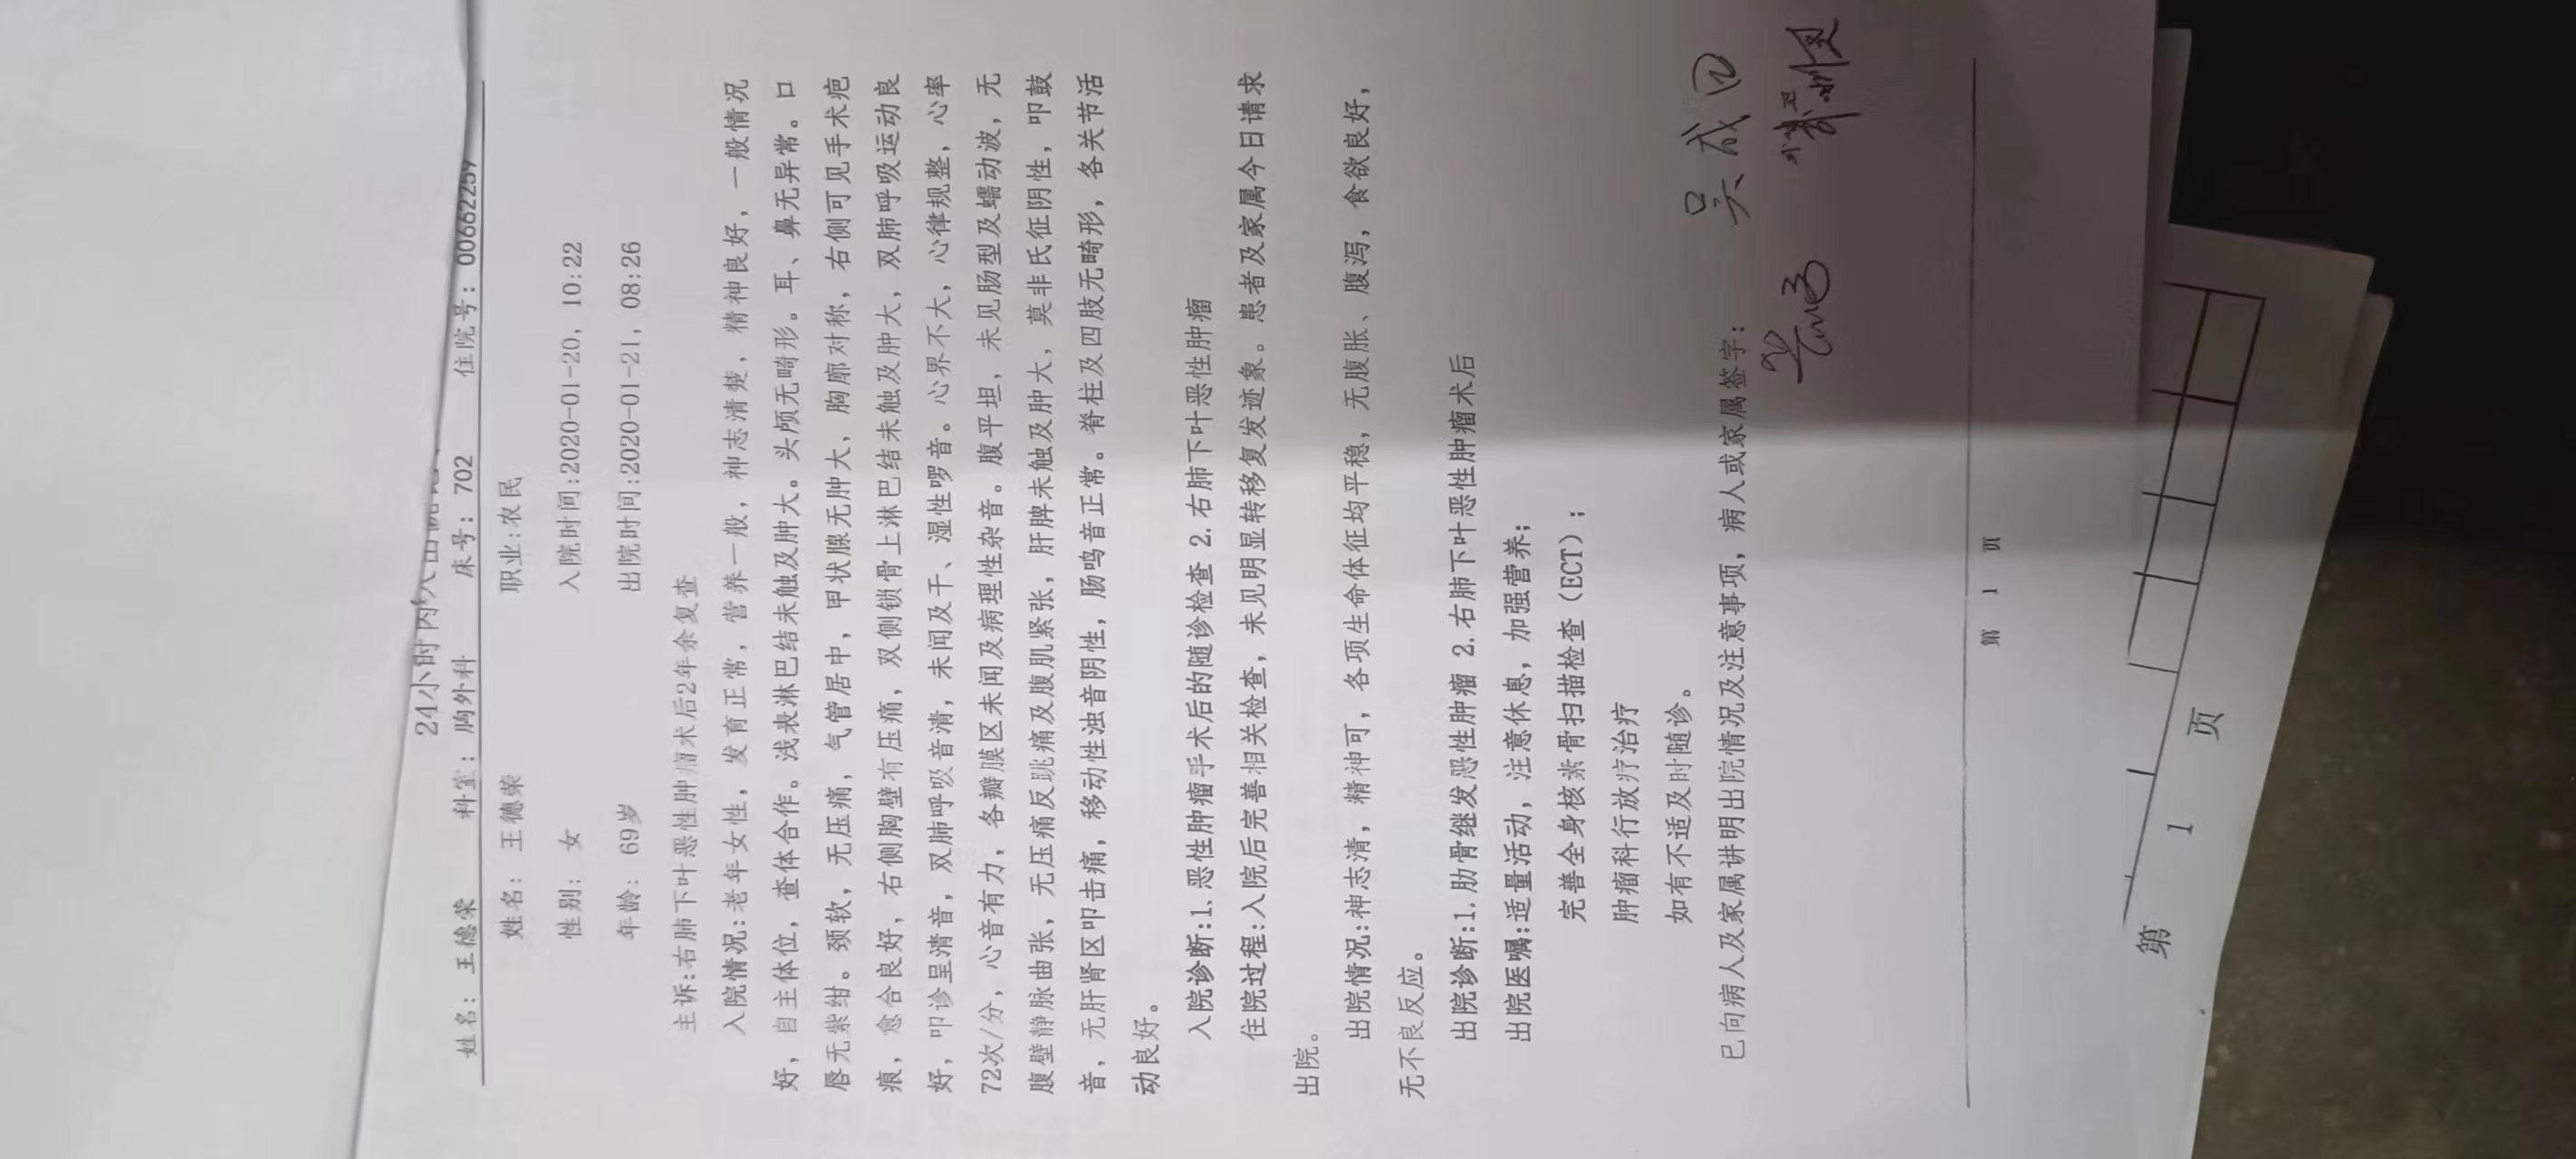 24小时内入出院记录
姓名：王德荣 科室：胸外科 床号：702 住院号：00662259
姓名：王德荣 职业:农民
性别：女 入院时间:2020-01-20，10:22
年龄：69岁 出院时间:2020-01-21，08:26
主诉:右肺下叶恶性肿瘤术后2年余复查
入院情况:老年女性，发育正常，营养一般，神志清楚，精神良好，一般情况
好，自主体位，查体合作。浅表淋巴结未触及肿大。头颅无畸形。耳、鼻无异常。口
唇无紫绀。颈软，无压痛，气管居中，甲状腺无肿大，胸廓对称，右侧可见手术疤
痕，愈合良好，右侧胸壁有压痛，双侧锁骨上淋巴结未触及肿大，双肺呼吸运动良
好，叩诊呈清音，双肺呼吸音清，未闻及干、湿性啰音。心界不大，心律规整，心率
72次/分，心音有力，各瓣膜区未闻及病理性杂音。腹平坦，未见肠型及蠕动波，无
腹壁静脉曲张，无压痛反跳痛及腹肌紧张，肝脾未触及肿大，莫非氏征阴性，叩鼓
音，无肝肾区叩击痛，移动性浊音阴性，肠鸣音正常。脊柱及四肢无畸形，各关节活
动良好。
入院诊断:1.恶性肿瘤手术后的随诊检查 2.右肺下叶恶性肿瘤
住院过程:入院后完善相关检查，未见明显转移复发迹象。患者及家属今日请求
出院。
出院情况:神志清，精神可，各项生命体征均平稳，无腹胀、腹泻，食欲良好，
无不良反应。
出院诊断:1.肋骨继发恶性肿瘤 2.右肺下叶恶性肿瘤术后
出院医嘱:适量活动，注意休息，加强营养；
完善全身核素骨扫描检查（ECT）；
肿瘤科行放疗治疗
如有不适及时随诊。
已向病人及家属讲明出院情况及注意事项，病人或家属签字：
第 1 页
第 1 页